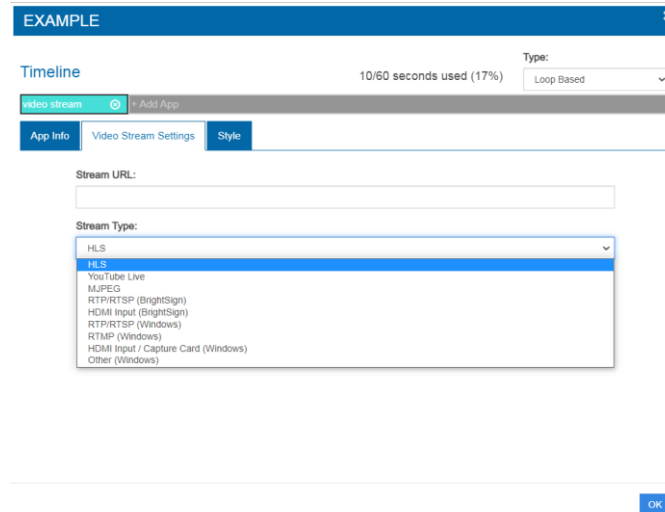 EXAMPLE
Type:
Timeline
10/60 seconds used (17%)
Loop Based
video stream
+ Add App
App Info
Video Stream Settings
Style
Stream URL:
Stream Type:
HLS
HLS
YouTube Live
MJPEG
RTP/RTSP (BrightSign)
HDMI Input (BrightSign)
RTP/RTSP (Windows)
RTMP (Windows)
HDMI Input / Capture Card (Windows)
Other (Windows)
OK